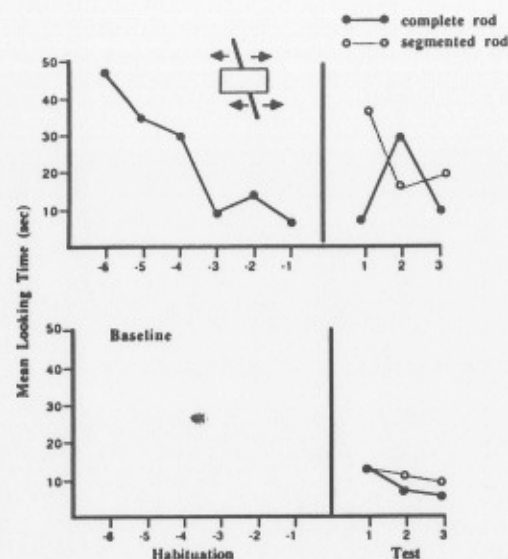 complete rod
segmented rod
50
40
30
20
10
-6 -5 -4 -3 -2 -1
1 2 3
Mean Looking Time (sec)
Baseline
50
40
30
20
10
-6 -5 -4 -3 -2 -1
1 2 3
Habituation
Test